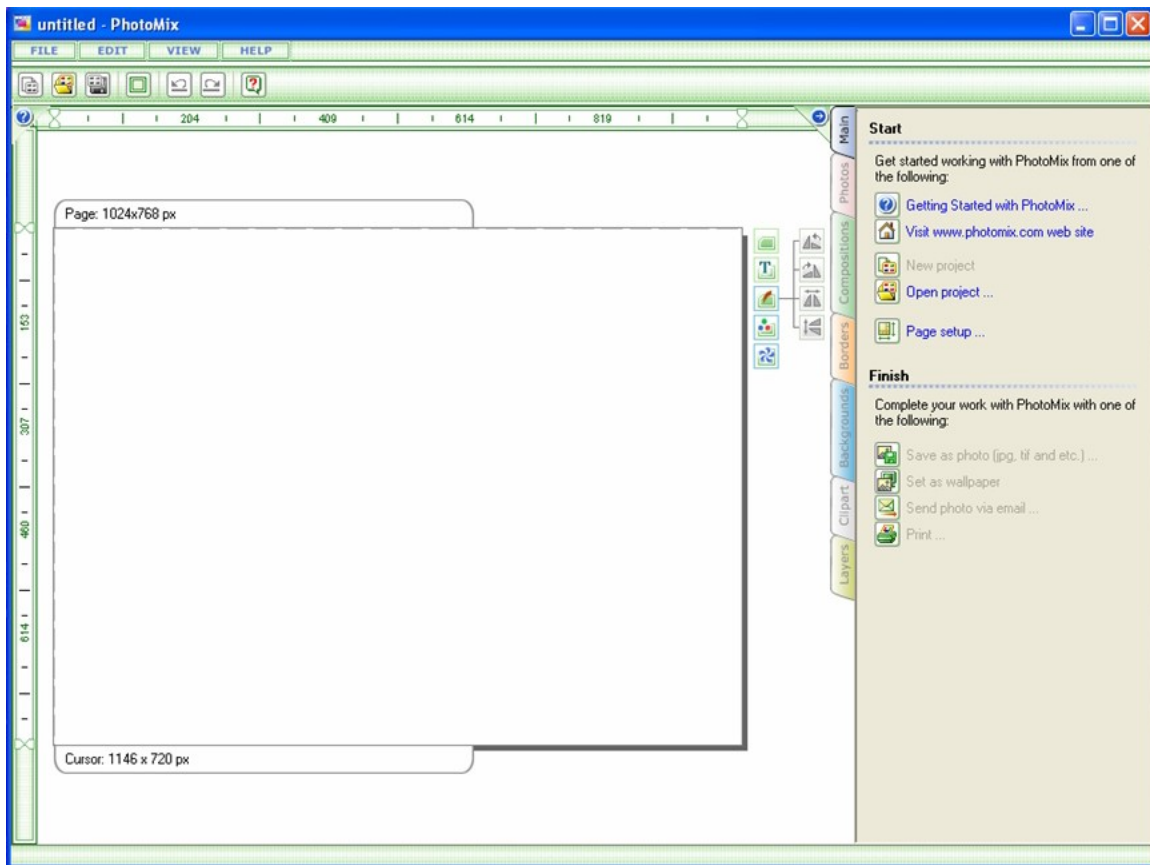 untitled - PhotoMix
FILE EDIT VIEW HELP
204 409 614 819
Page: 1024x768 px
153
307
460
614
Cursor: 1146 x 720 px
Main
Photos
Compositions
Borders
Backgrounds
Clipart
Layers
Start
Get started working with PhotoMix from one of
the following:
Getting Started with PhotoMix ...
Visit www.photomix.com web site
New project
Open project ...
Page setup ...
Finish
Complete your work with PhotoMix with one of
the following:
Save as photo (jpg, tif and etc.) ...
Set as wallpaper
Send photo via email ...
Print ...